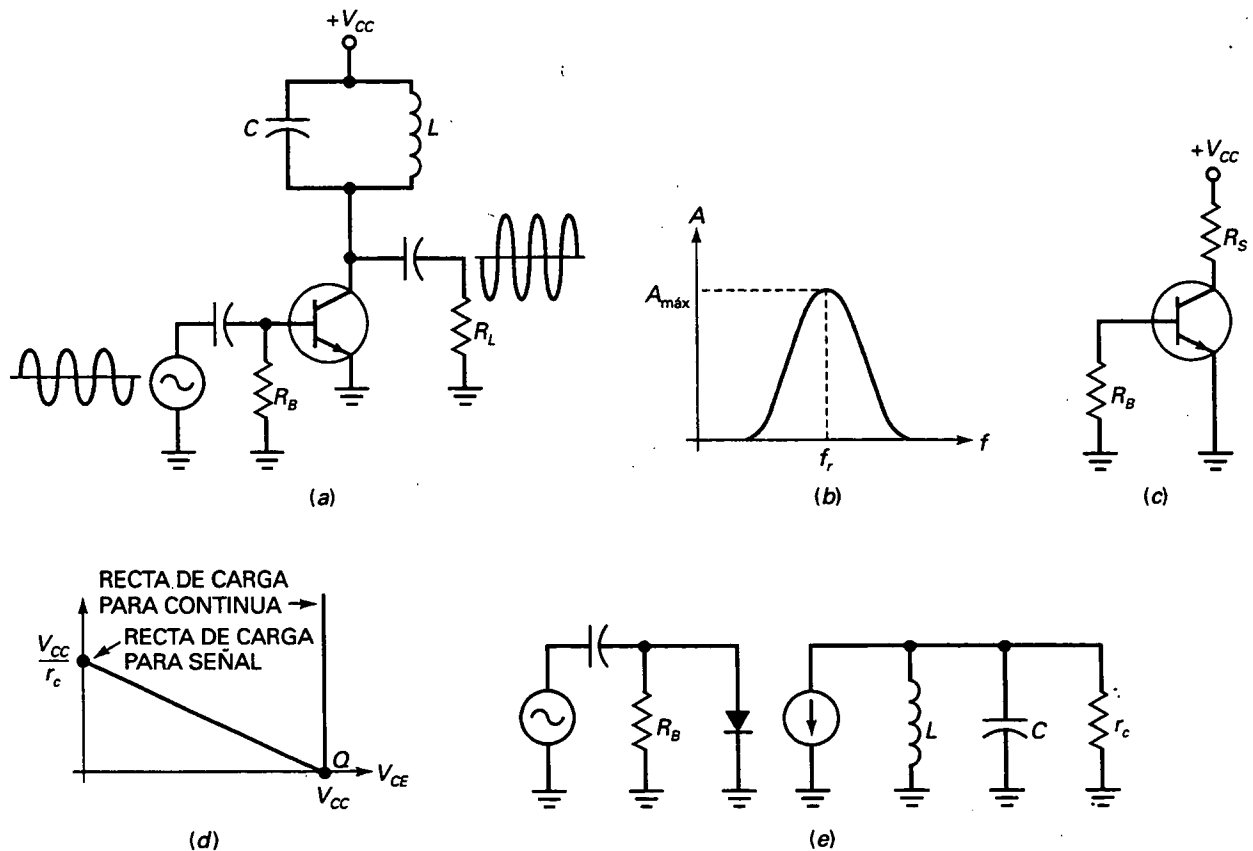 +V_CC
C
L
R_L
R_B
(a)
A
A_máx
f_r
f
(b)
+V_CC
R_S
R_B
(c)
RECTA DE CARGA
PARA CONTINUA
RECTA DE CARGA
PARA SEÑAL
V_CC
r_c
Q
V_CE
V_CC
(d)
R_B
L
C
r_c
(e)